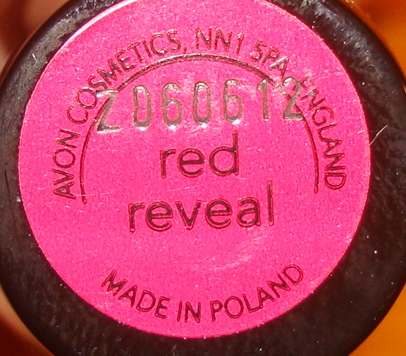 AVON COSMETICS, NN1 5PA, ENGLAND
Z060612
red
reveal
MADE IN POLAND